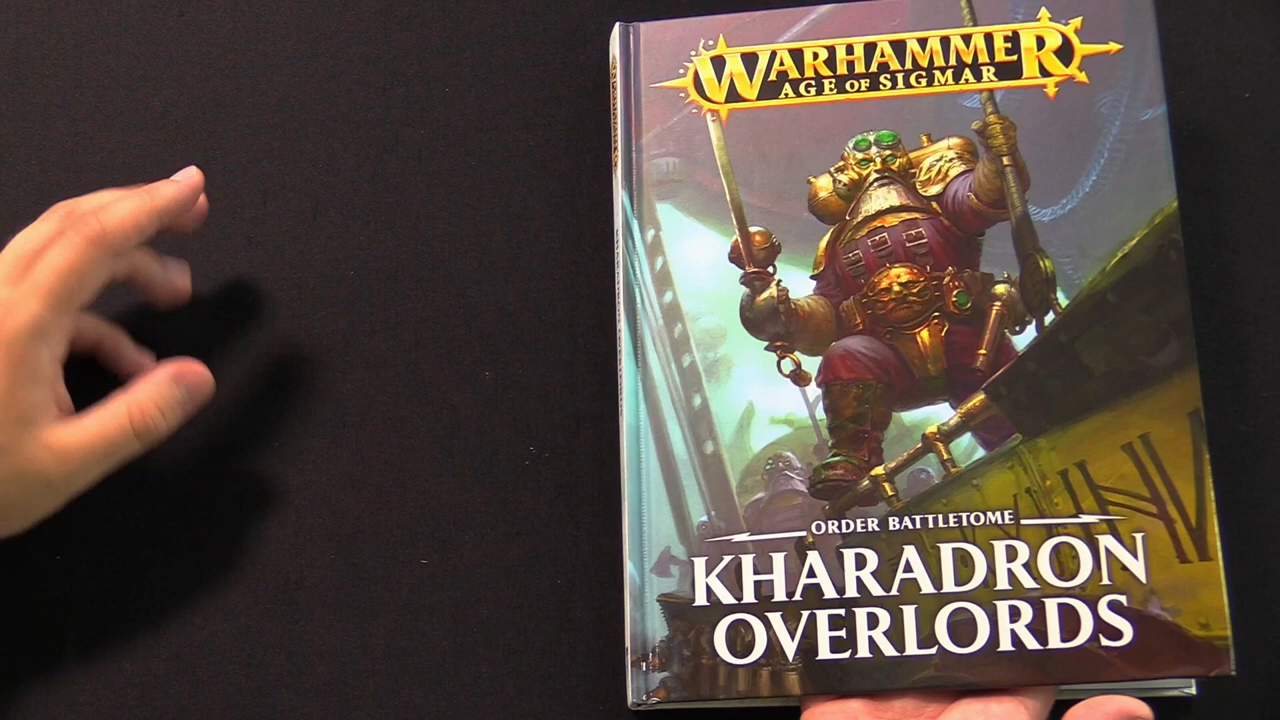 WARHAMMER
AGE OF SIGMAR
ORDER BATTLETOME
KHARADRON
OVERLORDS